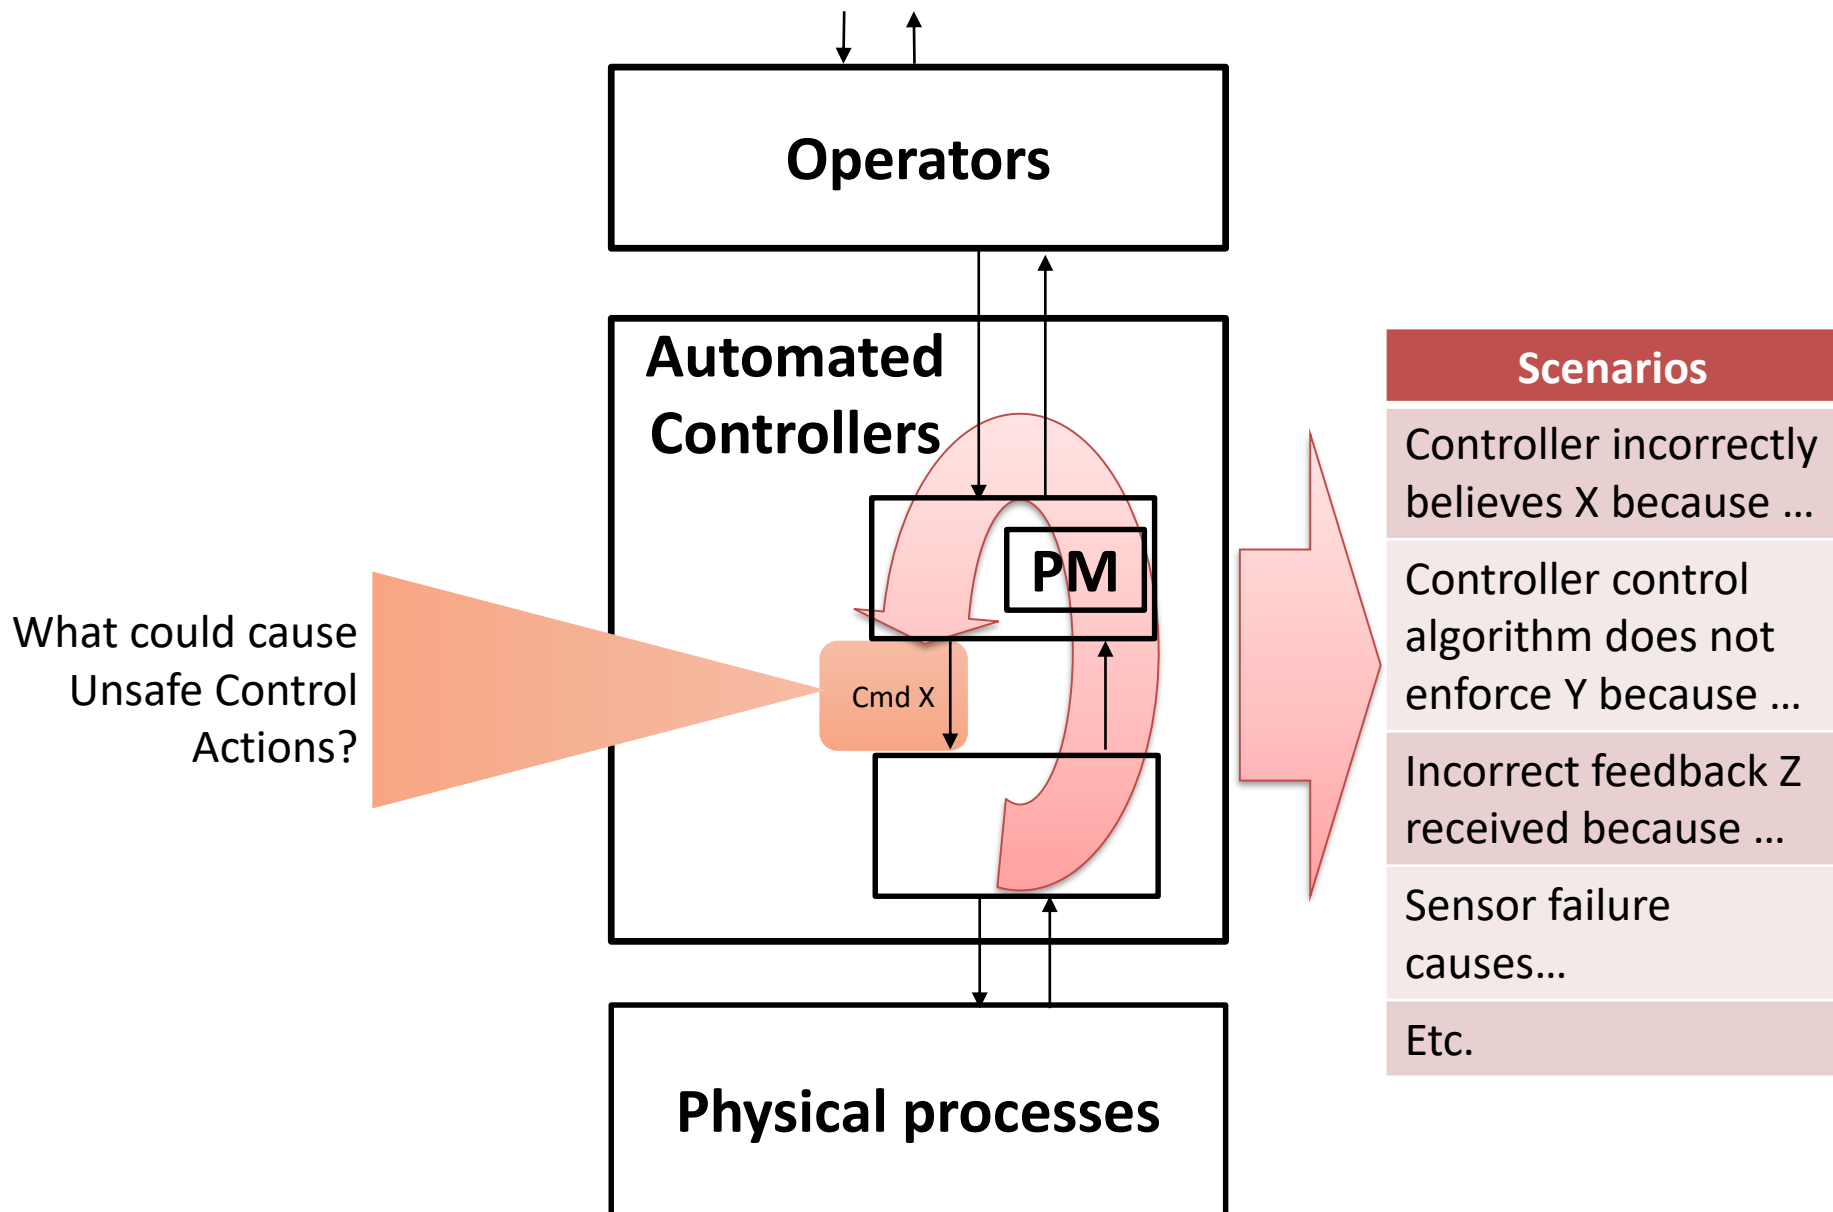 Operators
Automated
Controllers
PM
What could cause
Unsafe Control
Actions?
Cmd X
Physical processes
Scenarios
Controller incorrectly
believes X because ...
Controller control
algorithm does not
enforce Y because ...
Incorrect feedback Z
received because ...
Sensor failure
causes...
Etc.